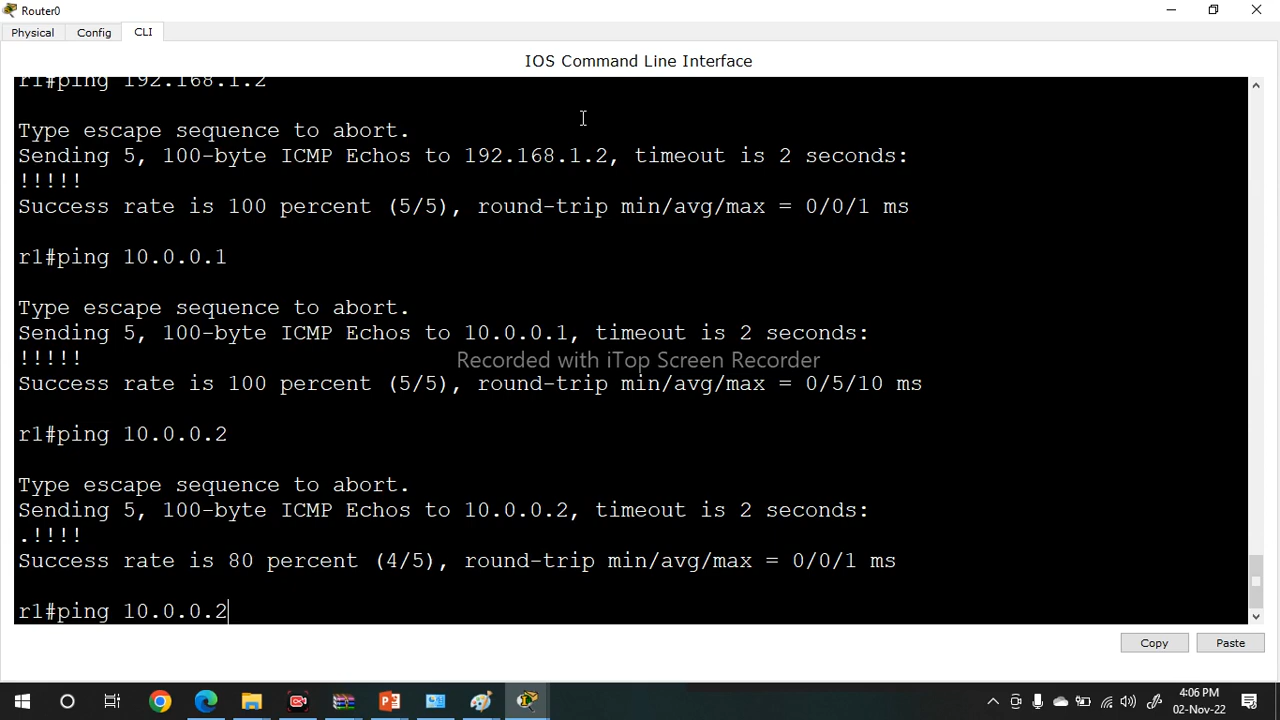 Router0
Physical Config CLI
IOS Command Line Interface
r1#ping 192.168.1.2
Type escape sequence to abort.
Sending 5, 100-byte ICMP Echos to 192.168.1.2, timeout is 2 seconds:
!!!!!
Success rate is 100 percent (5/5), round-trip min/avg/max = 0/0/1 ms
r1#ping 10.0.0.1
Type escape sequence to abort.
Sending 5, 100-byte ICMP Echos to 10.0.0.1, timeout is 2 seconds:
!!!!!
Recorded with iTop Screen Recorder
Success rate is 100 percent (5/5), round-trip min/avg/max = 0/5/10 ms
r1#ping 10.0.0.2
Type escape sequence to abort.
Sending 5, 100-byte ICMP Echos to 10.0.0.2, timeout is 2 seconds:
.!!!!
Success rate is 80 percent (4/5), round-trip min/avg/max = 0/0/1 ms
r1#ping 10.0.0.2
Copy Paste
4:06 PM
02-Nov-22